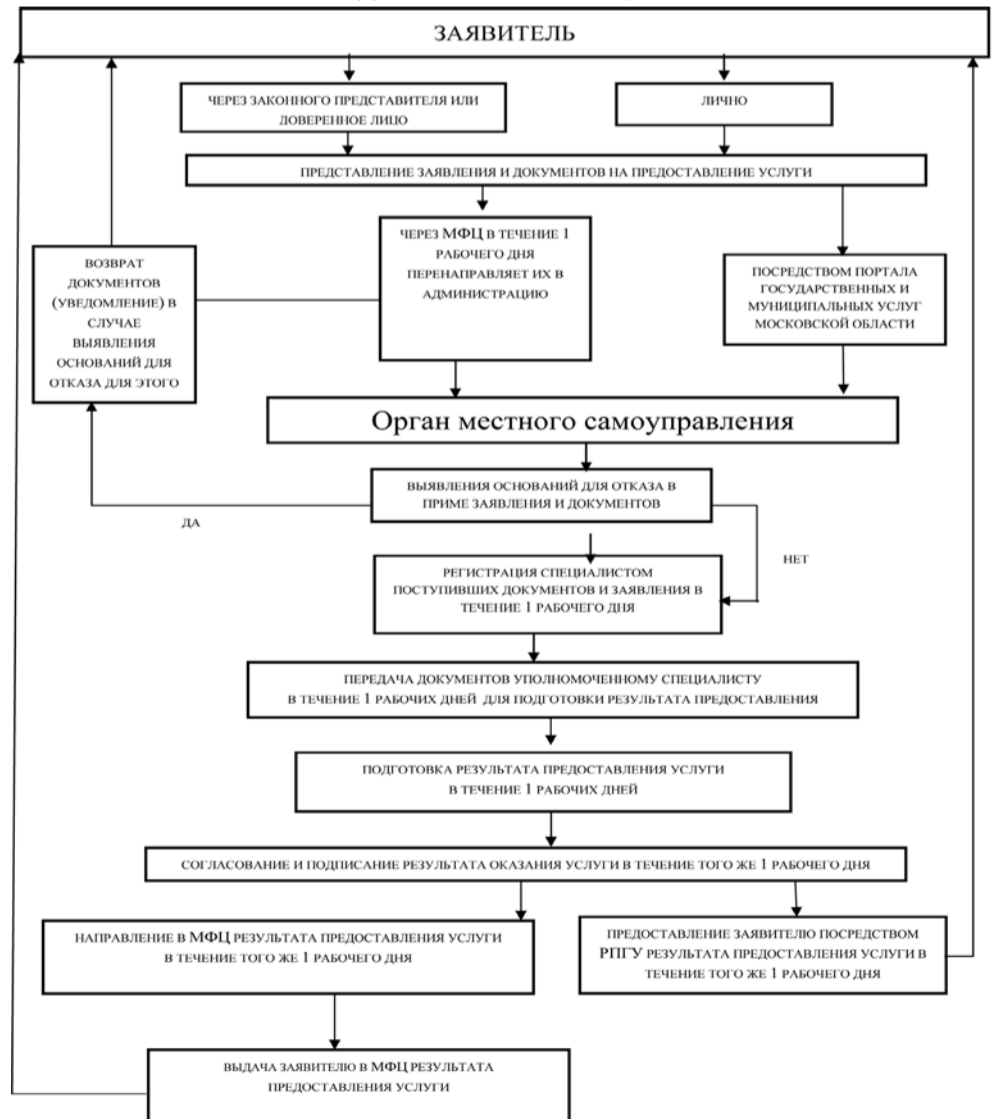 ЗАЯВИТЕЛЬ
ЧЕРЕЗ ЗАКОННОГО ПРЕДСТАВИТЕЛЯ ИЛИ
ДОВЕРЕННОЕ ЛИЦО
ЛИЧНО
ПРЕДСТАВЛЕНИЕ ЗАЯВЛЕНИЯ И ДОКУМЕНТОВ НА ПРЕДОСТАВЛЕНИЕ УСЛУГИ
ЧЕРЕЗ МФЦ В ТЕЧЕНИЕ 1
РАБОЧЕГО ДНЯ
ПЕРЕНАПРАВЛЯЕТ ИХ В
АДМИНИСТРАЦИЮ
ВОЗВРАТ
ДОКУМЕНТОВ
(УВЕДОМЛЕНИЕ) В
СЛУЧАЕ
ВЫЯВЛЕНИЯ
ОСНОВАНИЙ ДЛЯ
ОТКАЗА ДЛЯ ЭТОГО
ПОСРЕДСТВОМ ПОРТАЛА
ГОСУДАРСТВЕННЫХ И
МУНИЦИПАЛЬНЫХ УСЛУГ
МОСКОВСКОЙ ОБЛАСТИ
Орган местного самоуправления
ВЫЯВЛЕНИЯ ОСНОВАНИЙ ДЛЯ ОТКАЗА В
ПРИМЕ ЗАЯВЛЕНИЯ И ДОКУМЕНТОВ
ДА
НЕТ
РЕГИСТРАЦИЯ СПЕЦИАЛИСТОМ
ПОСТУПИВШИХ ДОКУМЕНТОВ И ЗАЯВЛЕНИЯ В
ТЕЧЕНИЕ 1 РАБОЧЕГО ДНЯ
ПЕРЕДАЧА ДОКУМЕНТОВ УПОЛНОМОЧЕННОМУ СПЕЦИАЛИСТУ
В ТЕЧЕНИЕ 1 РАБОЧИХ ДНЕЙ ДЛЯ ПОДГОТОВКИ РЕЗУЛЬТАТА ПРЕДОСТАВЛЕНИЯ
ПОДГОТОВКА РЕЗУЛЬТАТА ПРЕДОСТАВЛЕНИЯ УСЛУГИ
В ТЕЧЕНИЕ 1 РАБОЧИХ ДНЕЙ
СОГЛАСОВАНИЕ И ПОДПИСАНИЕ РЕЗУЛЬТАТА ОКАЗАНИЯ УСЛУГИ В ТЕЧЕНИЕ ТОГО ЖЕ 1 РАБОЧЕГО ДНЯ
НАПРАВЛЕНИЕ В МФЦ РЕЗУЛЬТАТА ПРЕДОСТАВЛЕНИЯ УСЛУГИ
В ТЕЧЕНИЕ ТОГО ЖЕ 1 РАБОЧЕГО ДНЯ
ПРЕДОСТАВЛЕНИЕ ЗАЯВИТЕЛЮ ПОСРЕДСТВОМ
РПГУ РЕЗУЛЬТАТА ПРЕДОСТАВЛЕНИЯ УСЛУГИ В
ТЕЧЕНИЕ ТОГО ЖЕ 1 РАБОЧЕГО ДНЯ
ВЫДАЧА ЗАЯВИТЕЛЮ В МФЦ РЕЗУЛЬТАТА
ПРЕДОСТАВЛЕНИЯ УСЛУГИ